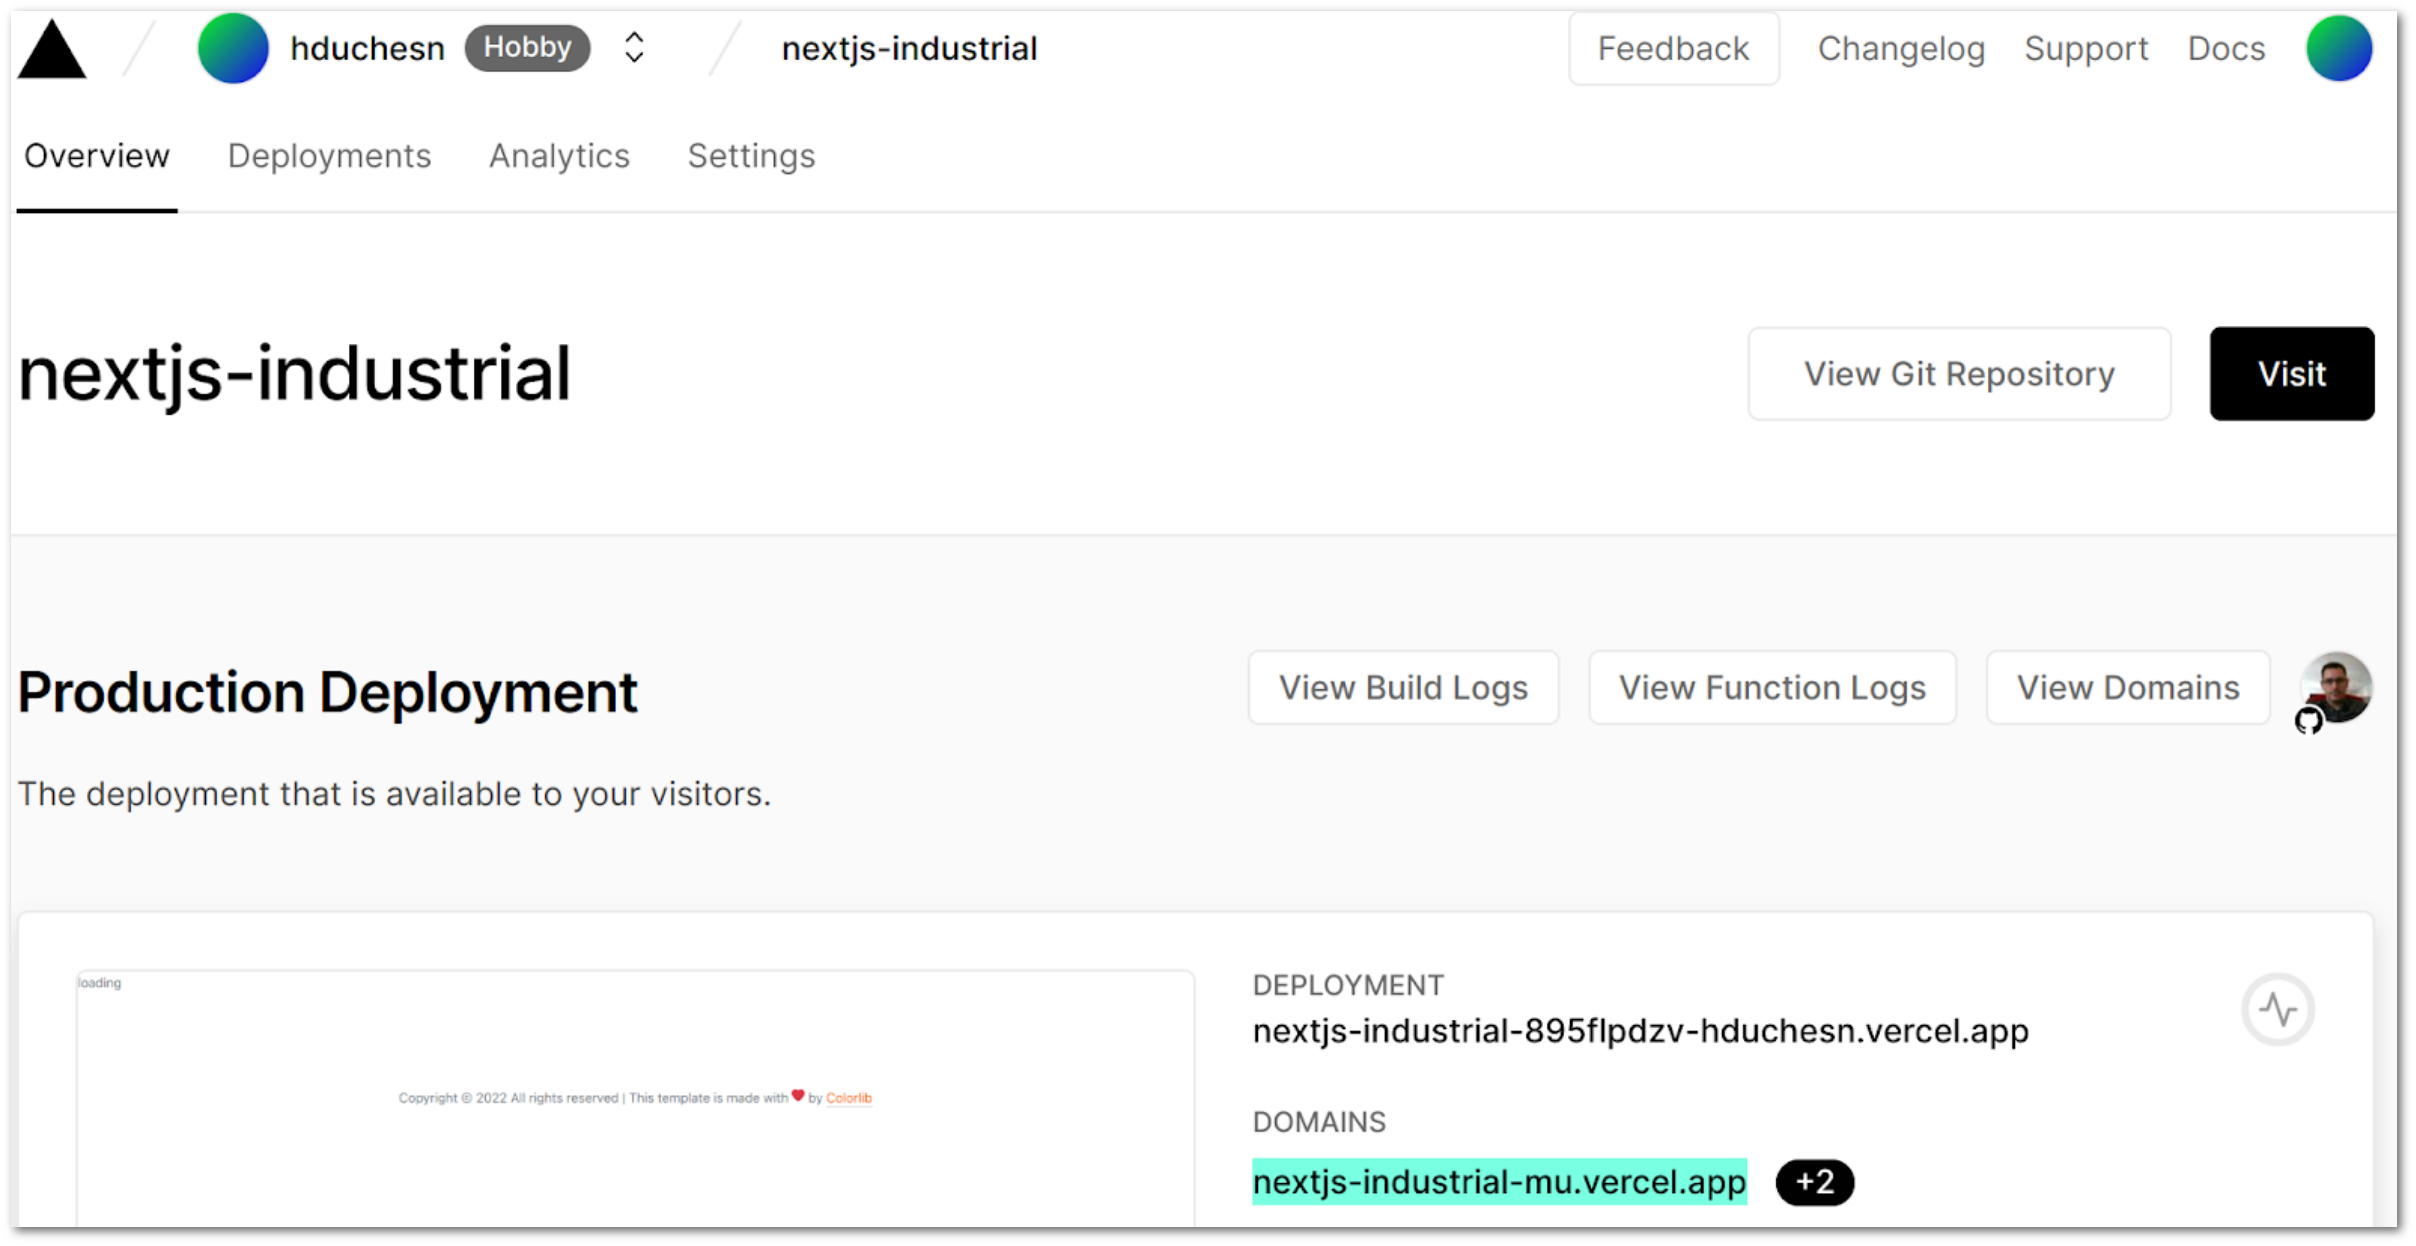 hduchesn Hobby nextjs-industrial Feedback Changelog Support Docs
Overview Deployments Analytics Settings
nextjs-industrial View Git Repository Visit
Production Deployment View Build Logs View Function Logs View Domains
The deployment that is available to your visitors.
loading
Copyright © 2022 All rights reserved | This template is made with ❤ by Colorlib
DEPLOYMENT
nextjs-industrial-895flpdzv-hduchesn.vercel.app
DOMAINS
nextjs-industrial-mu.vercel.app +2